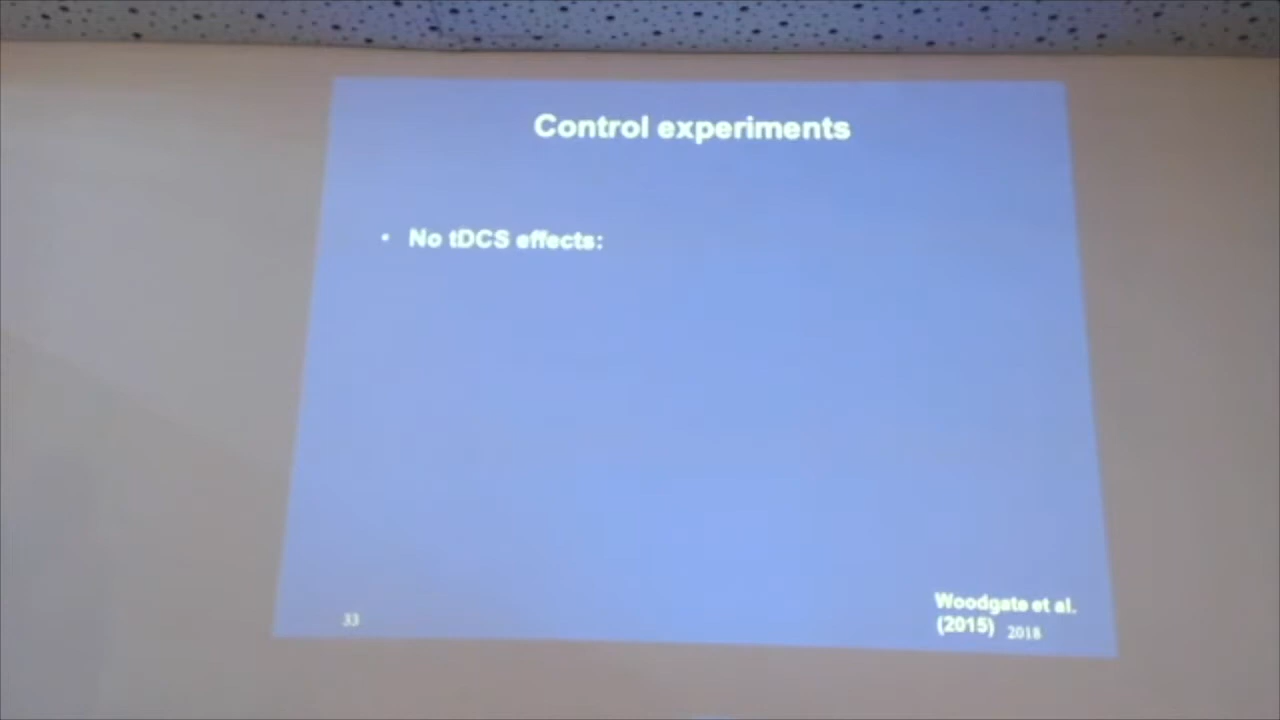 Control experiments
• No tDCS effects:
Woodgate et al.
(2015)
2018
33